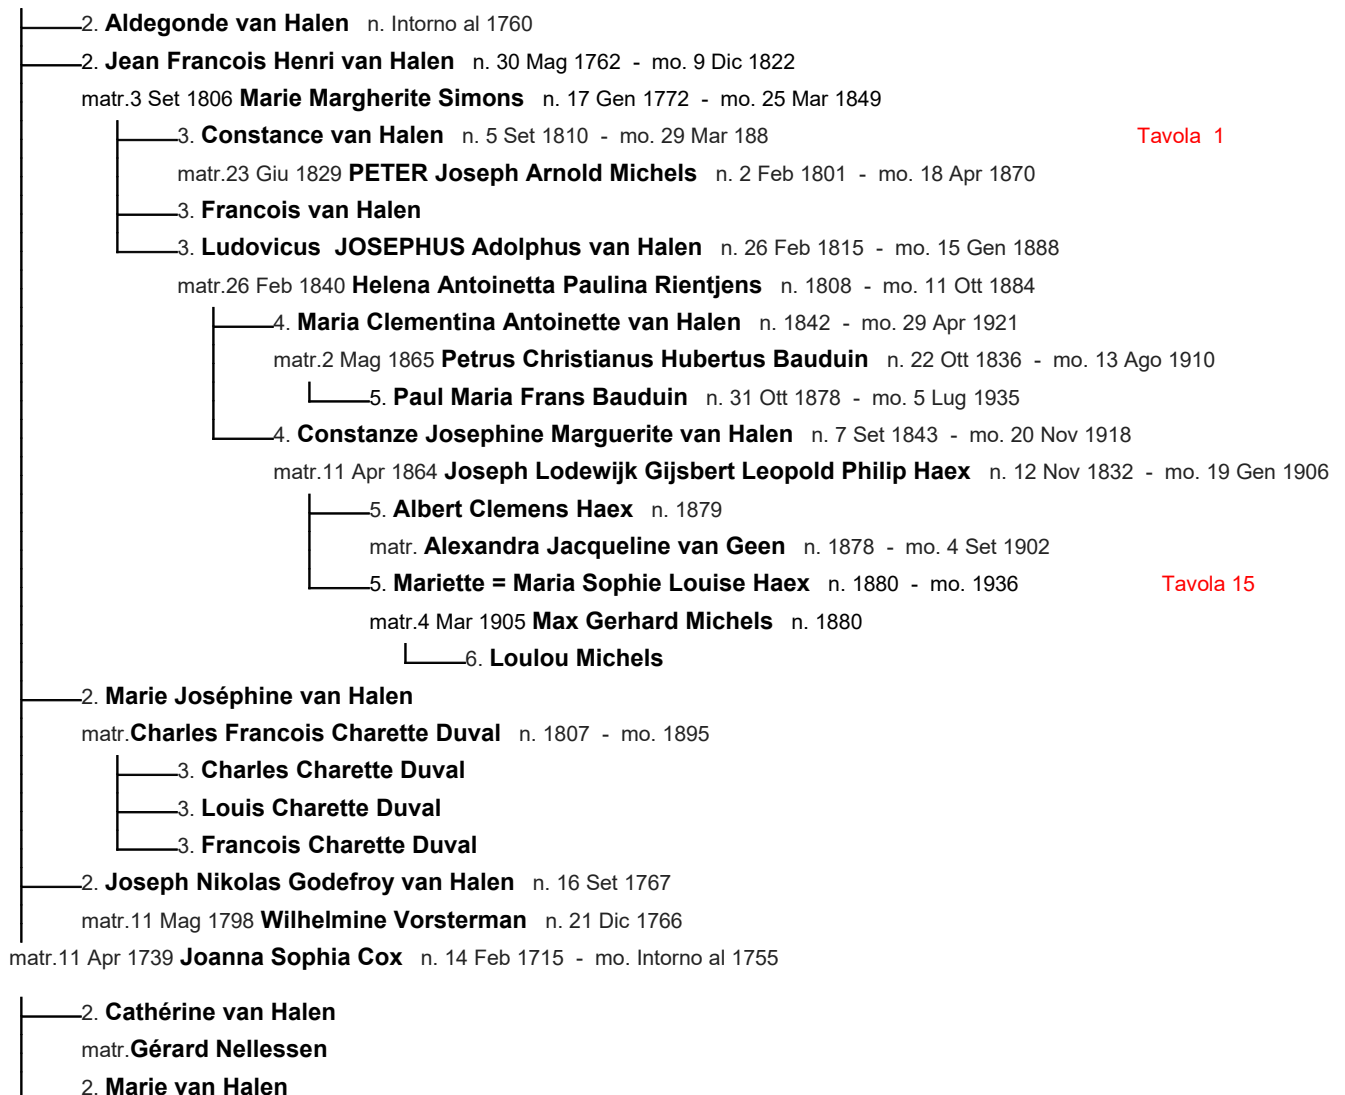 2. Aldegonde van Halen n. Intorno al 1760
2. Jean Francois Henri van Halen n. 30 Mag 1762 - mo. 9 Dic 1822
matr.3 Set 1806 Marie Margherite Simons n. 17 Gen 1772 - mo. 25 Mar 1849
3. Constance van Halen n. 5 Set 1810 - mo. 29 Mar 188 Tavola 1
matr.23 Giu 1829 PETER Joseph Arnold Michels n. 2 Feb 1801 - mo. 18 Apr 1870
3. Francois van Halen
3. Ludovicus JOSEPHUS Adolphus van Halen n. 26 Feb 1815 - mo. 15 Gen 1888
matr.26 Feb 1840 Helena Antoinetta Paulina Rientjens n. 1808 - mo. 11 Ott 1884
4. Maria Clementina Antoinette van Halen n. 1842 - mo. 29 Apr 1921
matr.2 Mag 1865 Petrus Christianus Hubertus Bauduin n. 22 Ott 1836 - mo. 13 Ago 1910
5. Paul Maria Frans Bauduin n. 31 Ott 1878 - mo. 5 Lug 1935
4. Constanze Josephine Marguerite van Halen n. 7 Set 1843 - mo. 20 Nov 1918
matr.11 Apr 1864 Joseph Lodewijk Gijsbert Leopold Philip Haex n. 12 Nov 1832 - mo. 19 Gen 1906
5. Albert Clemens Haex n. 1879
matr. Alexandra Jacqueline van Geen n. 1878 - mo. 4 Set 1902
5. Mariette = Maria Sophie Louise Haex n. 1880 - mo. 1936 Tavola 15
matr.4 Mar 1905 Max Gerhard Michels n. 1880
6. Loulou Michels
2. Marie Joséphine van Halen
matr.Charles Francois Charette Duval n. 1807 - mo. 1895
3. Charles Charette Duval
3. Louis Charette Duval
3. Francois Charette Duval
2. Joseph Nikolas Godefroy van Halen n. 16 Set 1767
matr.11 Mag 1798 Wilhelmine Vorsterman n. 21 Dic 1766
matr.11 Apr 1739 Joanna Sophia Cox n. 14 Feb 1715 - mo. Intorno al 1755
2. Cathérine van Halen
matr.Gérard Nellessen
2. Marie van Halen